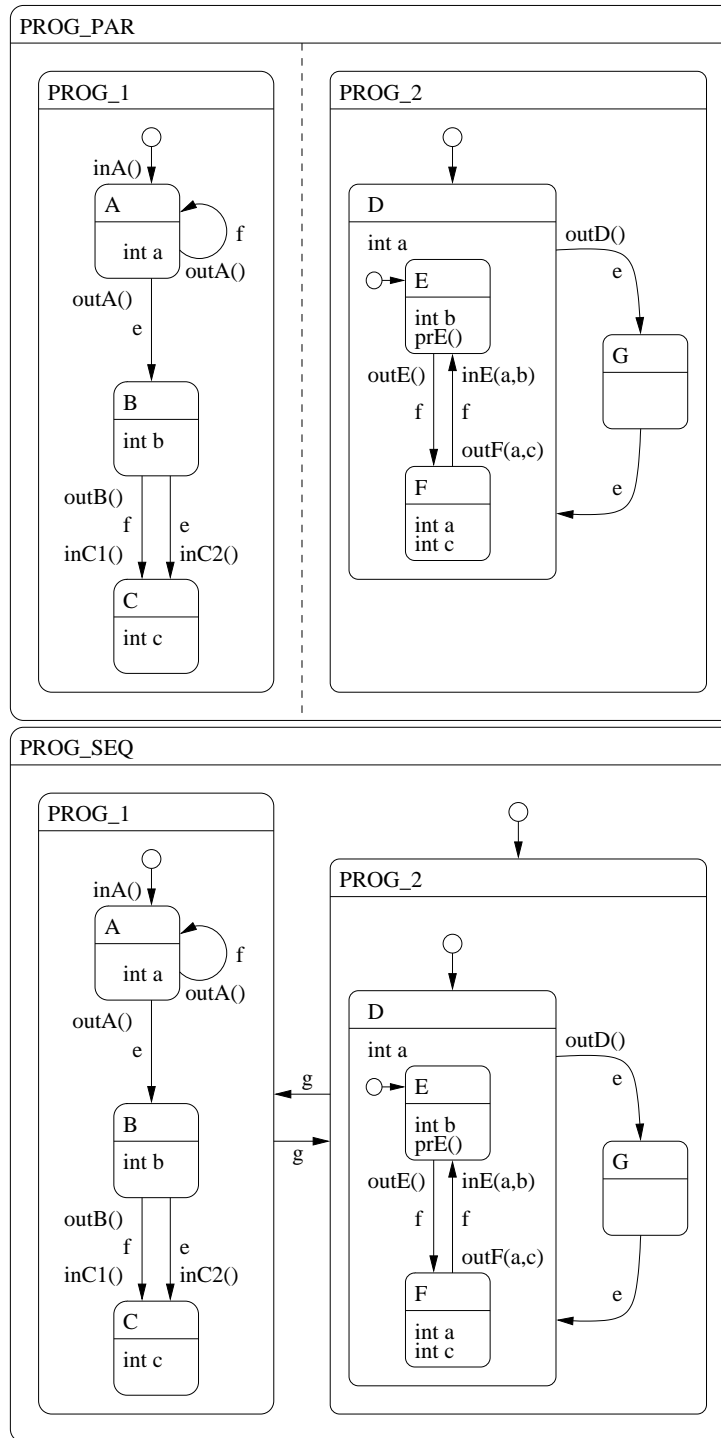 PROG_PAR
PROG_1
inA()
A
int a
f
outA()
outA()
e
B
int b
outB()
f
e
inC1()
inC2()
C
int c
PROG_2
D
int a
E
int b
prE()
outE()
inE(a,b)
f
f
outF(a,c)
F
int a
int c
outD()
e
G
e
PROG_SEQ
PROG_1
inA()
A
int a
f
outA()
outA()
e
B
int b
outB()
f
e
inC1()
inC2()
C
int c
g
g
PROG_2
D
int a
E
int b
prE()
outE()
inE(a,b)
f
f
outF(a,c)
F
int a
int c
outD()
e
G
e